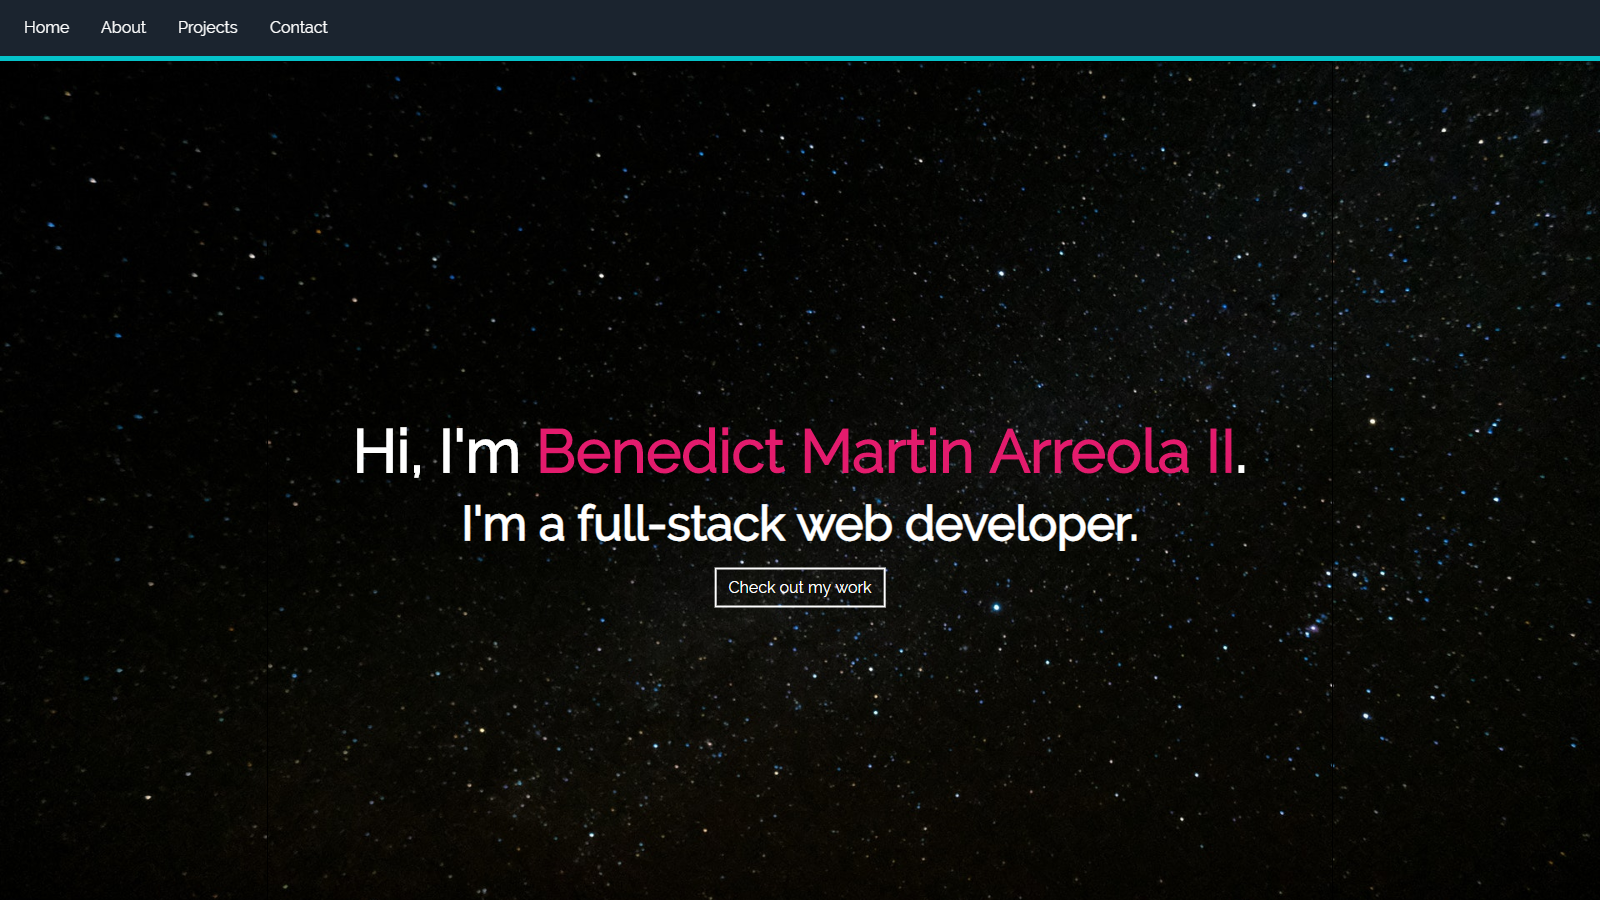 Home About Projects Contact
Hi, I'm Benedict Martin Arreola II.
I'm a full-stack web developer.
Check out my work